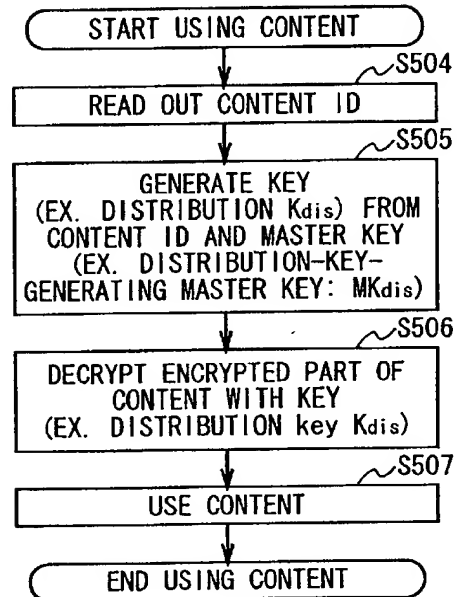 START USING CONTENT
S504
READ OUT CONTENT ID
S505
GENERATE KEY
(EX. DISTRIBUTION Kdis) FROM
CONTENT ID AND MASTER KEY
(EX. DISTRIBUTION-KEY-
GENERATING MASTER KEY: MKdis)
S506
DECRYPT ENCRYPTED PART OF
CONTENT WITH KEY
(EX. DISTRIBUTION key Kdis)
S507
USE CONTENT
END USING CONTENT